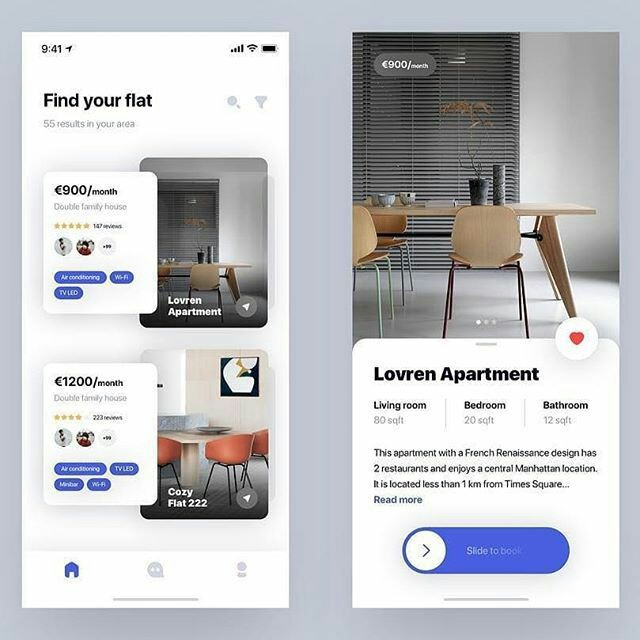 9:41
Find your flat
55 results in your area
€900/month
Double family house
147 reviews
+99
Air conditioning
Wi-Fi
TV LED
Lovren
Apartment
€1200/month
Double family house
223 reviews
+99
Air conditioning
TV LED
Minibar
Wi-Fi
Cozy
Flat 222
€900/month
Lovren Apartment
Living room
Bedroom
Bathroom
80 sqft
20 sqft
12 sqft
This apartment with a French Renaissance design has
2 restaurants and enjoys a central Manhattan location.
It is located less than 1 km from Times Square...
Read more
Slide to book